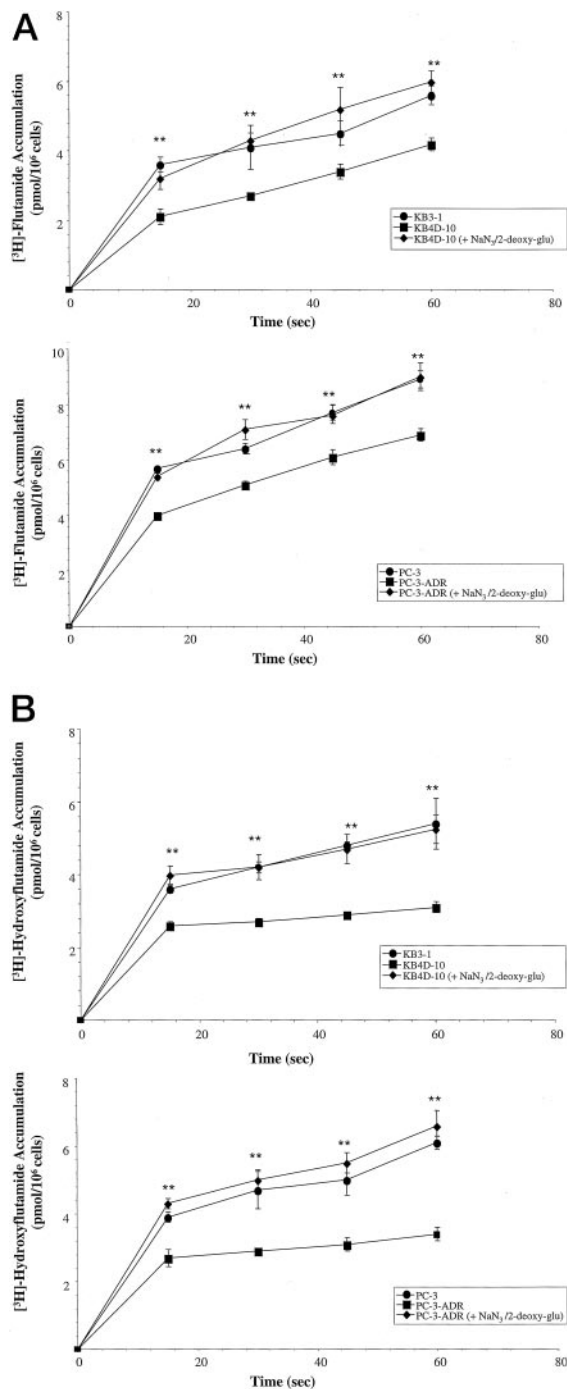 A
[³H]-Flutamide Accumulation
(pmol/10⁶ cells)
8
6
4
2
0
20
40
60
80
**
**
**
**
KB3-1
KB4D-10
KB4D-10 (+ NaN₃/2-deoxy-glu)
Time (sec)
[³H]-Flutamide Accumulation
(pmol/10⁶ cells)
10
8
6
4
2
0
20
40
60
80
**
**
**
**
PC-3
PC-3-ADR
PC-3-ADR (+ NaN₃/2-deoxy-glu)
Time (sec)
B
[³H]-Hydroxyflutamide Accumulation
(pmol/10⁶ cells)
8
6
4
2
0
20
40
60
80
**
**
**
**
KB3-1
KB4D-10
KB4D-10 (+ NaN₃/2-deoxy-glu)
Time (sec)
[³H]-Hydroxyflutamide Accumulation
(pmol/10⁶ cells)
8
6
4
2
0
20
40
60
80
**
**
**
**
PC-3
PC-3-ADR
PC-3-ADR (+ NaN₃/2-deoxy-glu)
Time (sec)